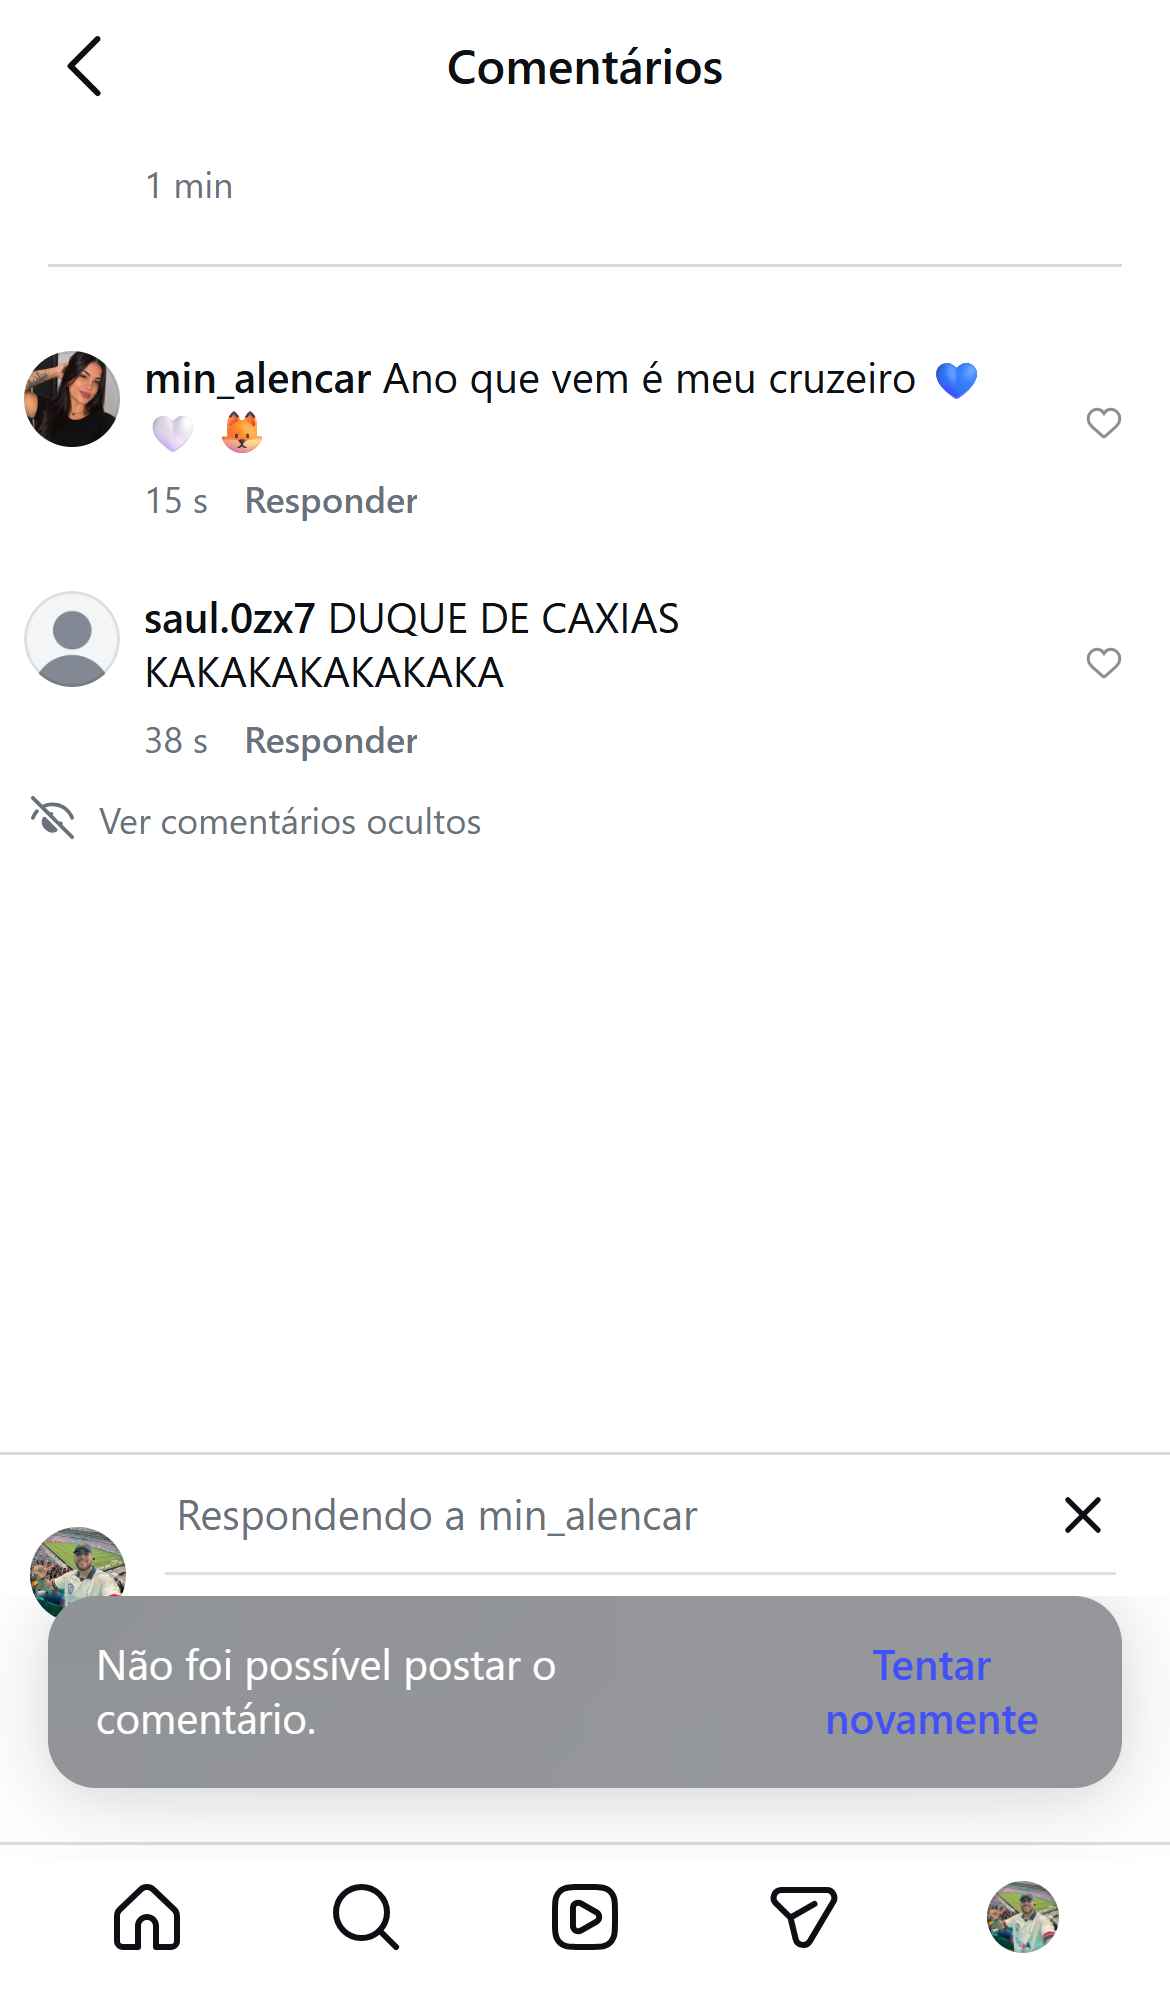 Comentários
1 min
min_alencar Ano que vem é meu cruzeiro 💙
🤍 🦊
15 s Responder
saul.0zx7 DUQUE DE CAXIAS
KAKAKAKAKAKAKA
38 s Responder
Ver comentários ocultos
Respondendo a min_alencar
Não foi possível postar o
comentário.
Tentar
novamente